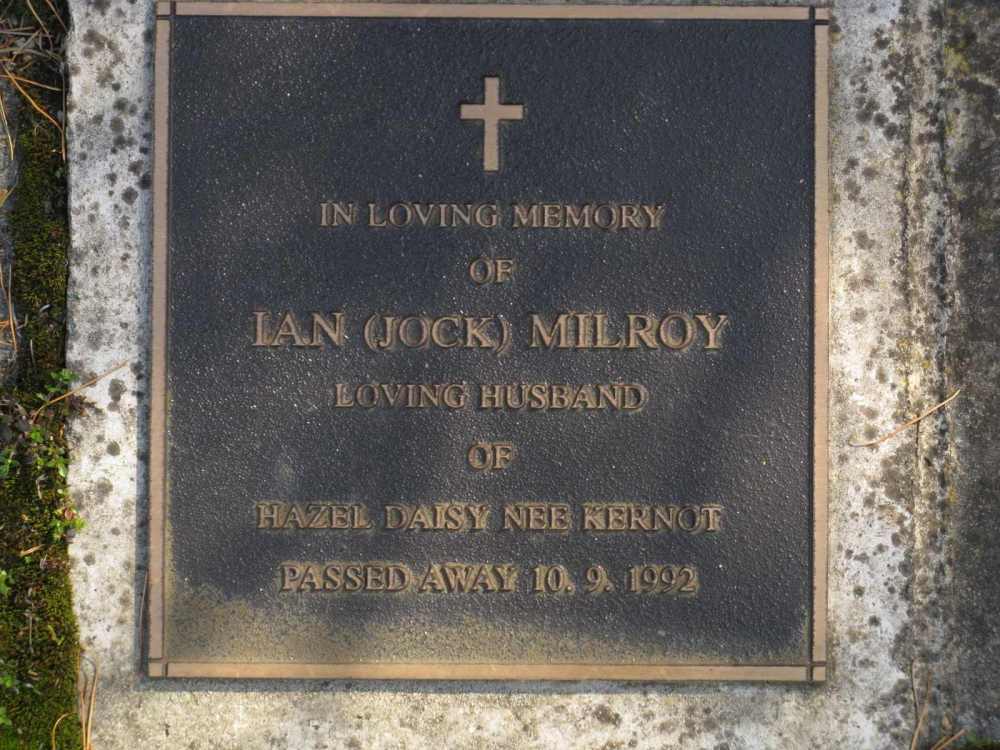 IN LOVING MEMORY
OF
IAN (JOCK) MILROY
LOVING HUSBAND
OF
HAZEL DAISY NEE KERNOT
PASSED AWAY 10. 9. 1992